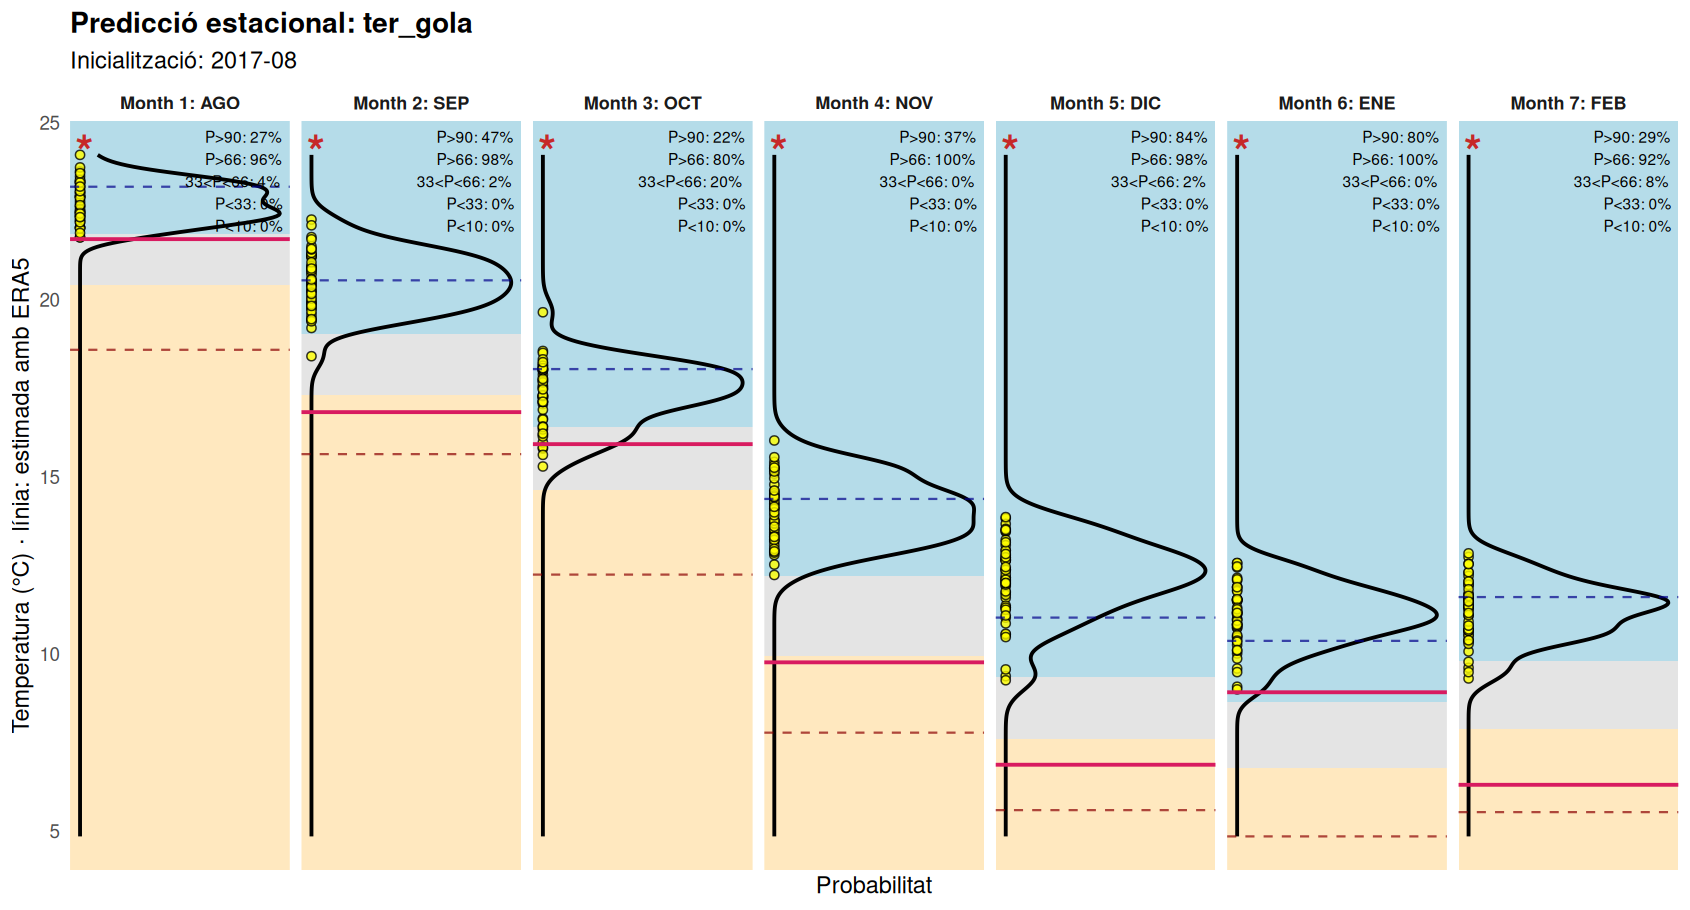 Predicció estacional: ter_gola
Inicialització: 2017-08
Month 1: AGO
Month 2: SEP
Month 3: OCT
Month 4: NOV
Month 5: DIC
Month 6: ENE
Month 7: FEB
P>90: 27%
P>66: 96%
33<P<66: 4%
P<33: 0%
P<10: 0%
P>90: 47%
P>66: 98%
33<P<66: 2%
P<33: 0%
P<10: 0%
P>90: 22%
P>66: 80%
33<P<66: 20%
P<33: 0%
P<10: 0%
P>90: 37%
P>66: 100%
33<P<66: 0%
P<33: 0%
P<10: 0%
P>90: 84%
P>66: 98%
33<P<66: 2%
P<33: 0%
P<10: 0%
P>90: 80%
P>66: 100%
33<P<66: 0%
P<33: 0%
P<10: 0%
P>90: 29%
P>66: 92%
33<P<66: 8%
P<33: 0%
P<10: 0%
25
20
15
10
5
Temperatura (°C) · línia: estimada amb ERA5
Probabilitat